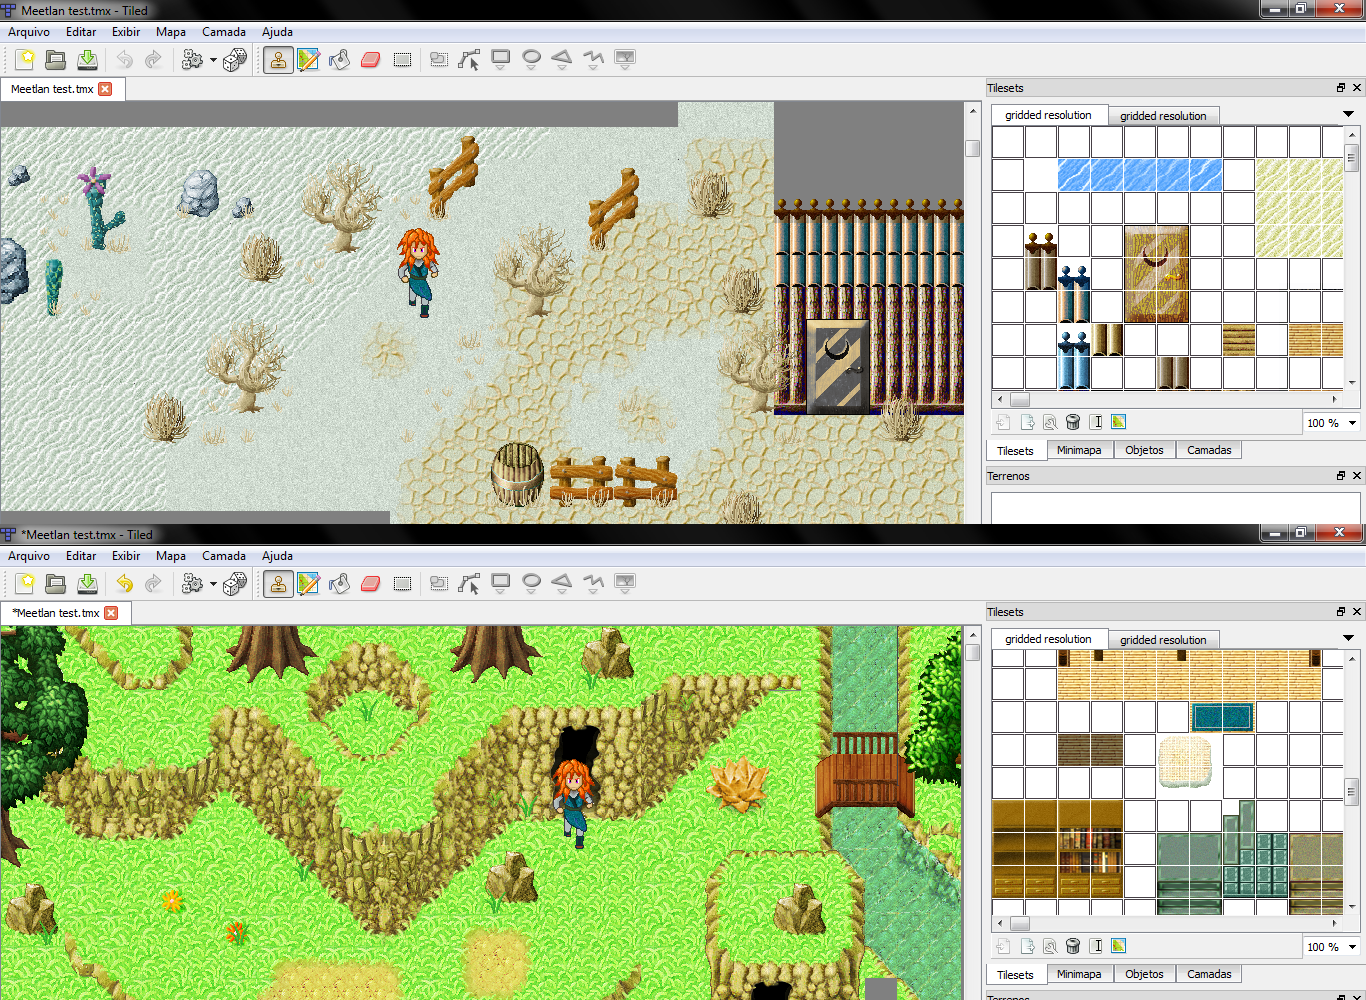 Meetlan test.tmx - Tiled
Arquivo Editar Exibir Mapa Camada Ajuda
Meetlan test.tmx
Tilesets
gridded resolution gridded resolution
100 %
Tilesets Minimapa Objetos Camadas
Terrenos
*Meetlan test.tmx - Tiled
Arquivo Editar Exibir Mapa Camada Ajuda
*Meetlan test.tmx
Tilesets
gridded resolution gridded resolution
100 %
Tilesets Minimapa Objetos Camadas
Terrenos